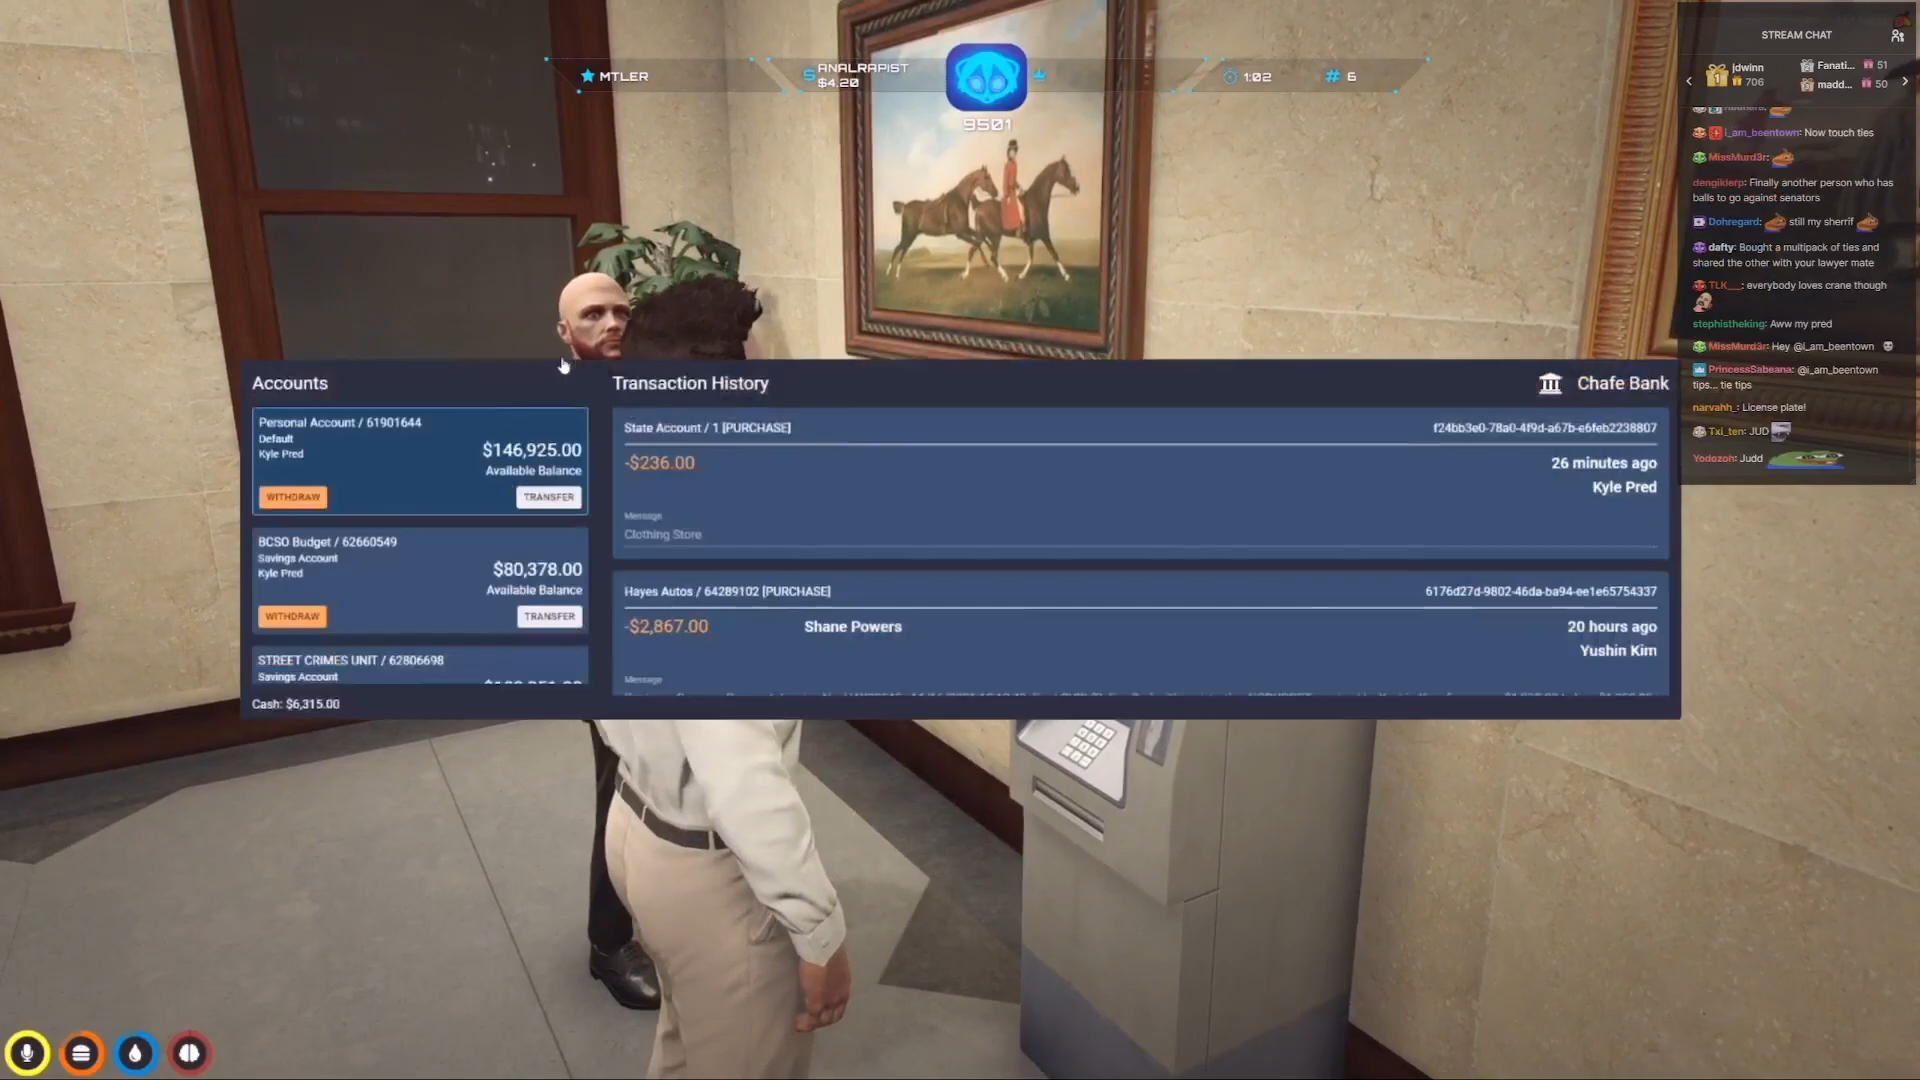 MTLER
ANALRAPIST
$4.20
9501
1:02
# 6
STREAM CHAT
jdwinn
706
Fanati... 51
madd... 50
i_am_beentown: Now touch ties
MissMurd3r:
dengiklerp: Finally another person who has
balls to go against senators
Dohregard: still my sherrif
dafty: Bought a multipack of ties and
shared the other with your lawyer mate
TLK__: everybody loves crane though
stephistheking: Aww my pred
MissMurd3r: Hey @i_am_beentown
PrincessSabeana: @i_am_beentown
tips... tie tips
narvahh_: License plate!
Txi_ten: JUD
Yodozoh: Judd
Accounts
Personal Account / 61901644
Default
Kyle Pred
$146,925.00
Available Balance
WITHDRAW
TRANSFER
BCSO Budget / 62660549
Savings Account
Kyle Pred
$80,378.00
Available Balance
WITHDRAW
TRANSFER
STREET CRIMES UNIT / 62806698
Savings Account
Cash: $6,315.00
Transaction History
Chafe Bank
State Account / 1 [PURCHASE]
f24bb3e0-78a0-4f9d-a67b-e6feb2238807
-$236.00
26 minutes ago
Kyle Pred
Message
Clothing Store
Hayes Autos / 64289102 [PURCHASE]
6176d27d-9802-46da-ba94-ee1e65754337
-$2,867.00
Shane Powers
20 hours ago
Yushin Kim
Message